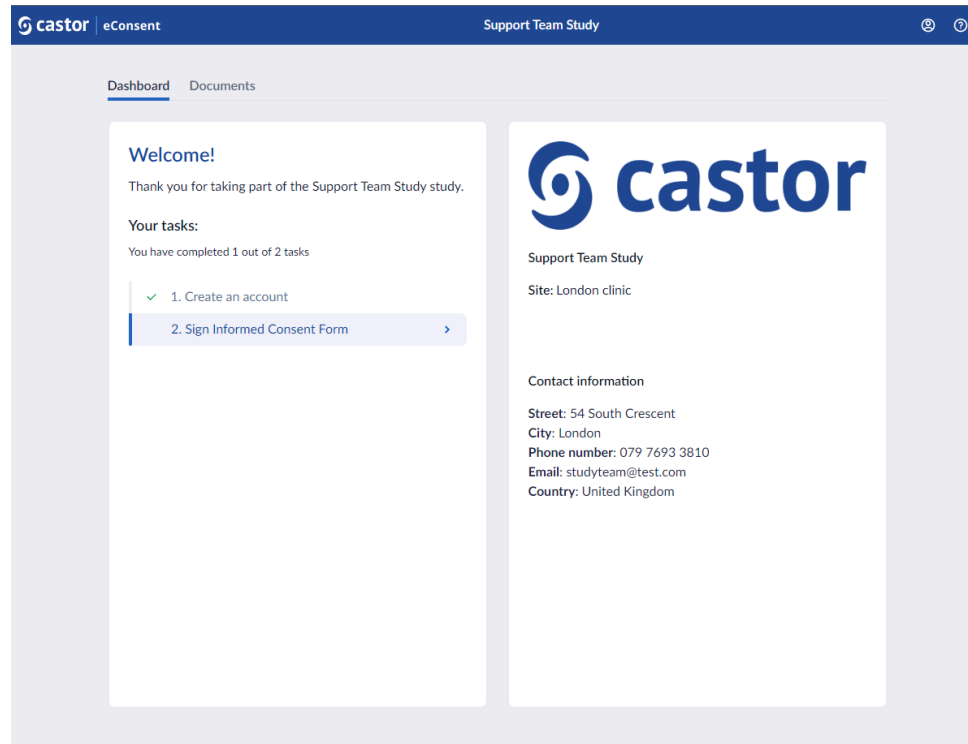 castor eConsent
Support Team Study
Dashboard Documents
Welcome!
Thank you for taking part of the Support Team Study study.
Your tasks:
You have completed 1 out of 2 tasks
1. Create an account
2. Sign Informed Consent Form
castor
Support Team Study
Site: London clinic
Contact information
Street: 54 South Crescent
City: London
Phone number: 079 7693 3810
Email: studyteam@test.com
Country: United Kingdom